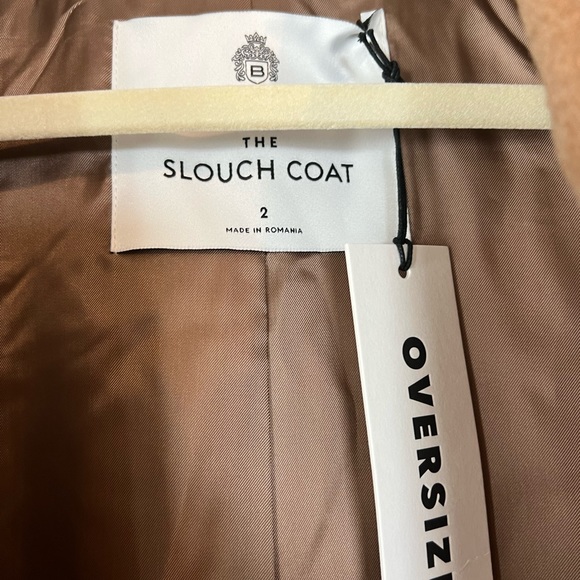 B
THE
SLOUCH COAT
2
MADE IN ROMANIA
OVERSIZ